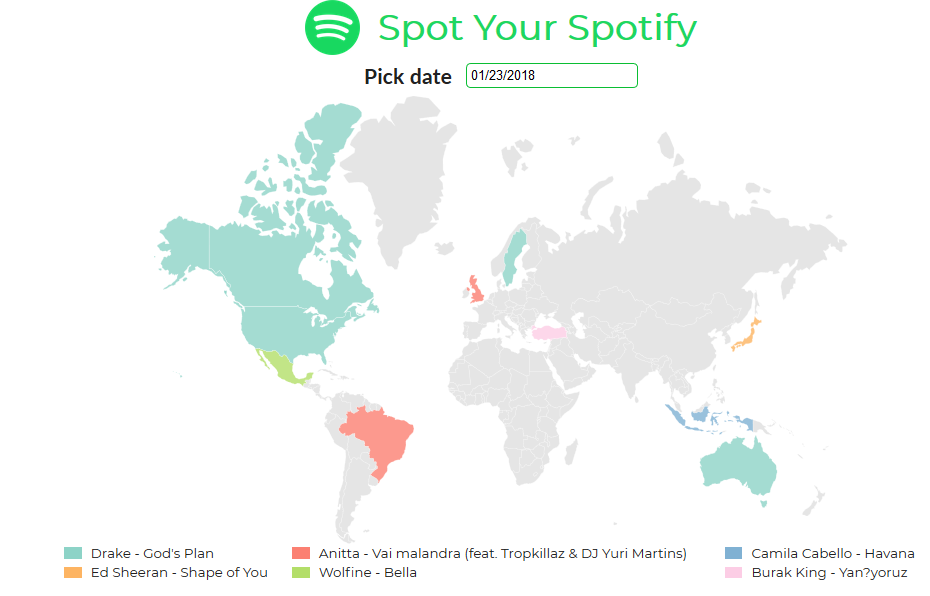 Spot Your Spotify
Pick date 01/23/2018
Drake - God's Plan Anitta - Vai malandra (feat. Tropkillaz & DJ Yuri Martins) Camila Cabello - Havana
Ed Sheeran - Shape of You Wolfine - Bella Burak King - Yan?yoruz